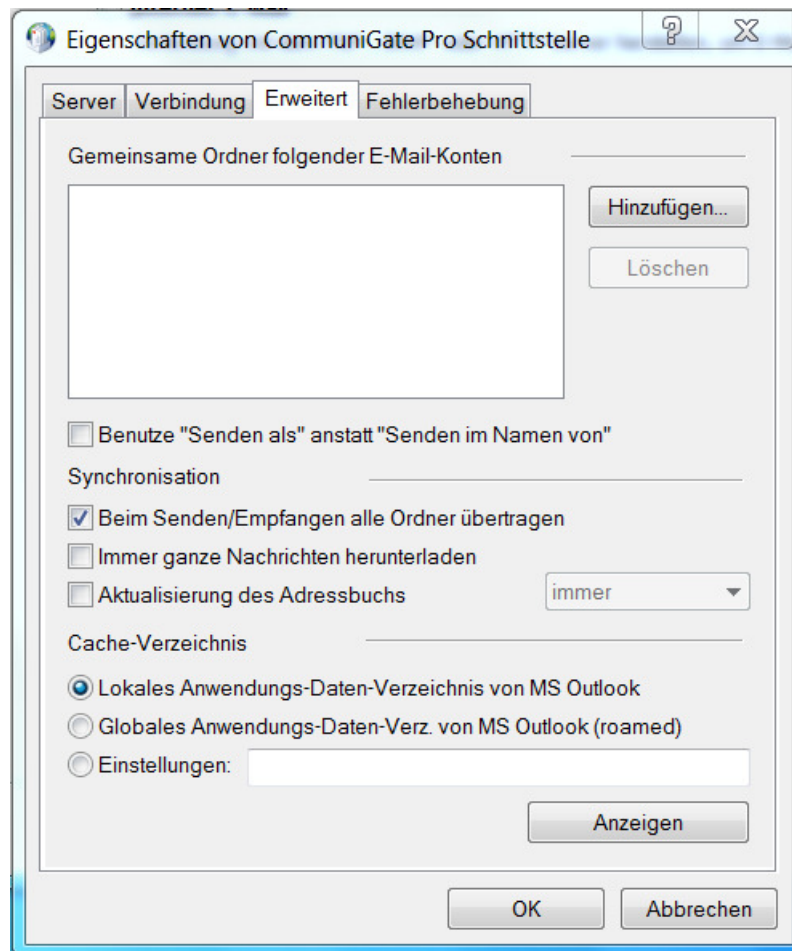 Eigenschaften von CommuniGate Pro Schnittstelle
Server Verbindung Erweitert Fehlerbehebung
Gemeinsame Ordner folgender E-Mail-Konten
Hinzufügen...
Löschen
Benutze "Senden als" anstatt "Senden im Namen von"
Synchronisation
Beim Senden/Empfangen alle Ordner übertragen
Immer ganze Nachrichten herunterladen
Aktualisierung des Adressbuchs immer
Cache-Verzeichnis
Lokales Anwendungs-Daten-Verzeichnis von MS Outlook
Globales Anwendungs-Daten-Verz. von MS Outlook (roamed)
Einstellungen:
Anzeigen
OK Abbrechen